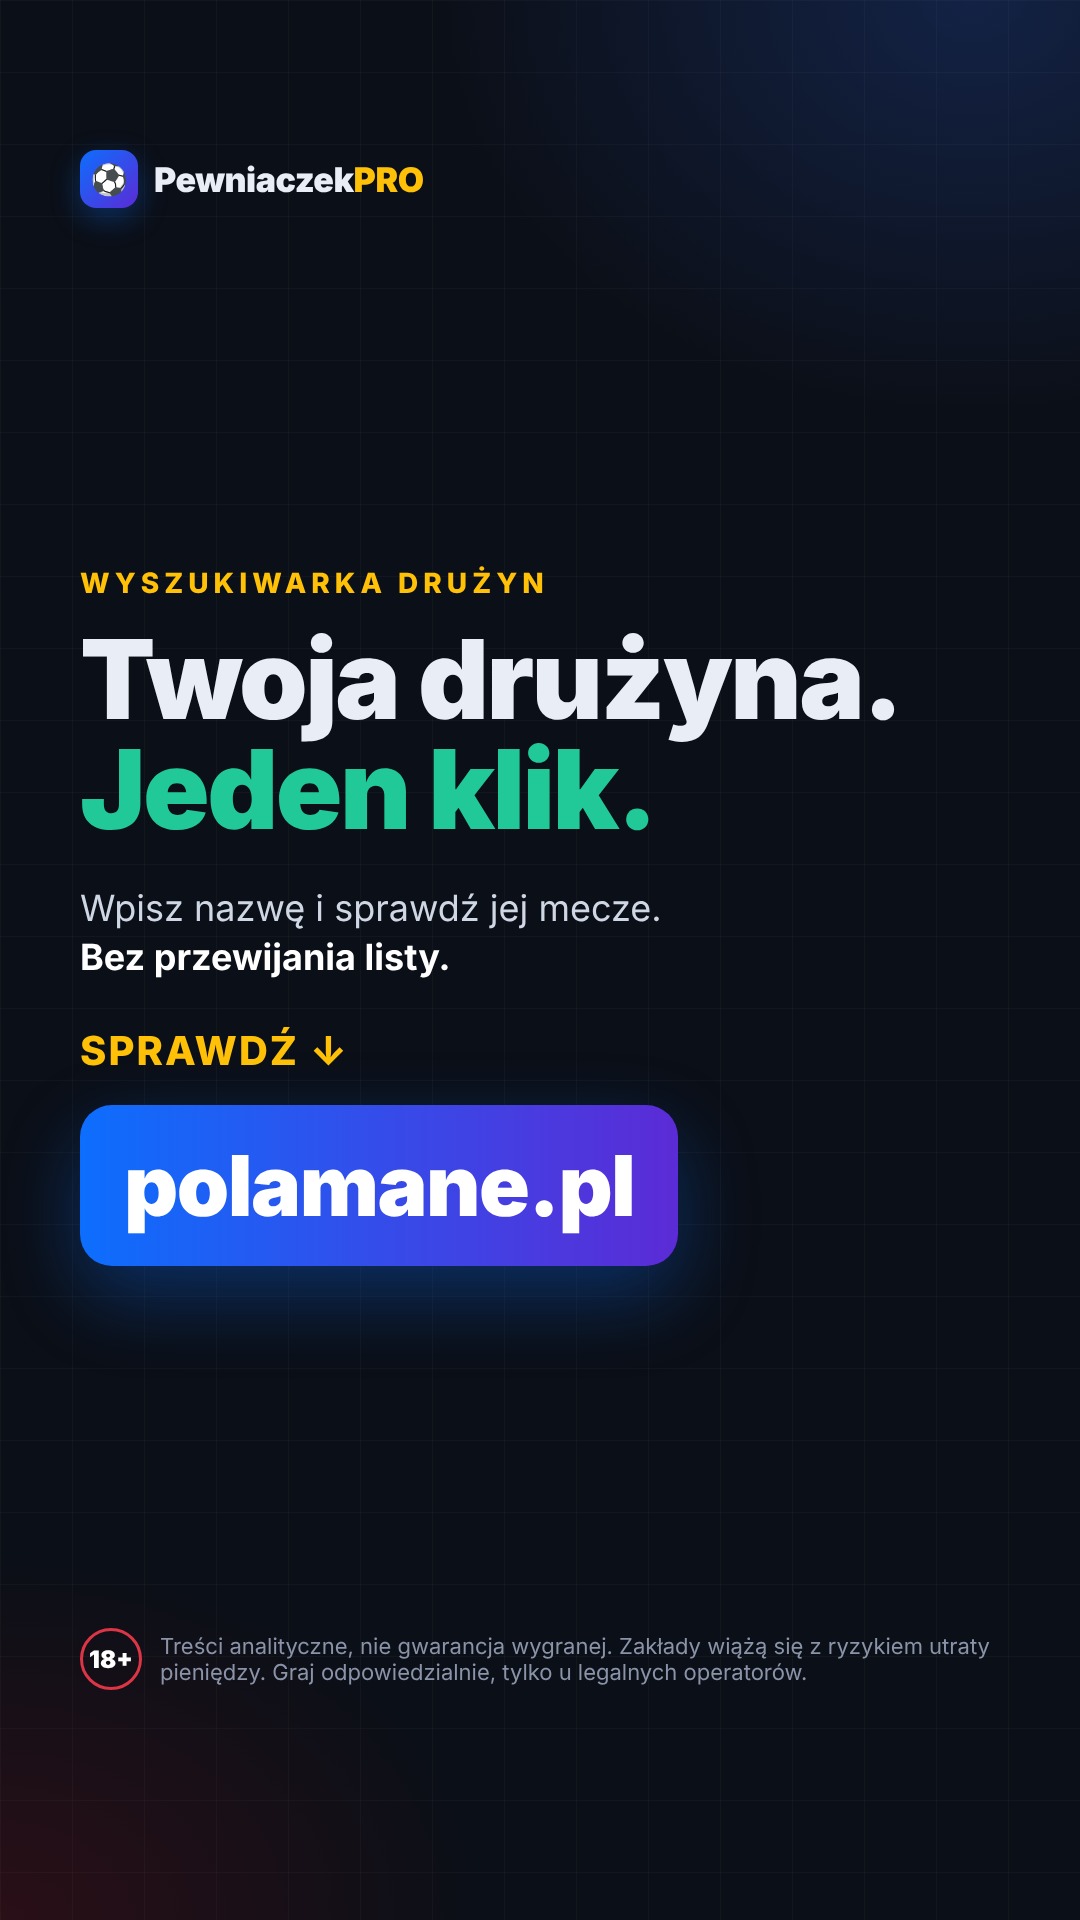 PewniaczekPRO
WYSZUKIWARKA DRUŻYN
Twoja drużyna.
Jeden klik.
Wpisz nazwę i sprawdź jej mecze.
Bez przewijania listy.
SPRAWDŹ ↓
polamane.pl
18+
Treści analityczne, nie gwarancja wygranej. Zakłady wiążą się z ryzykiem utraty
pieniędzy. Graj odpowiedzialnie, tylko u legalnych operatorów.